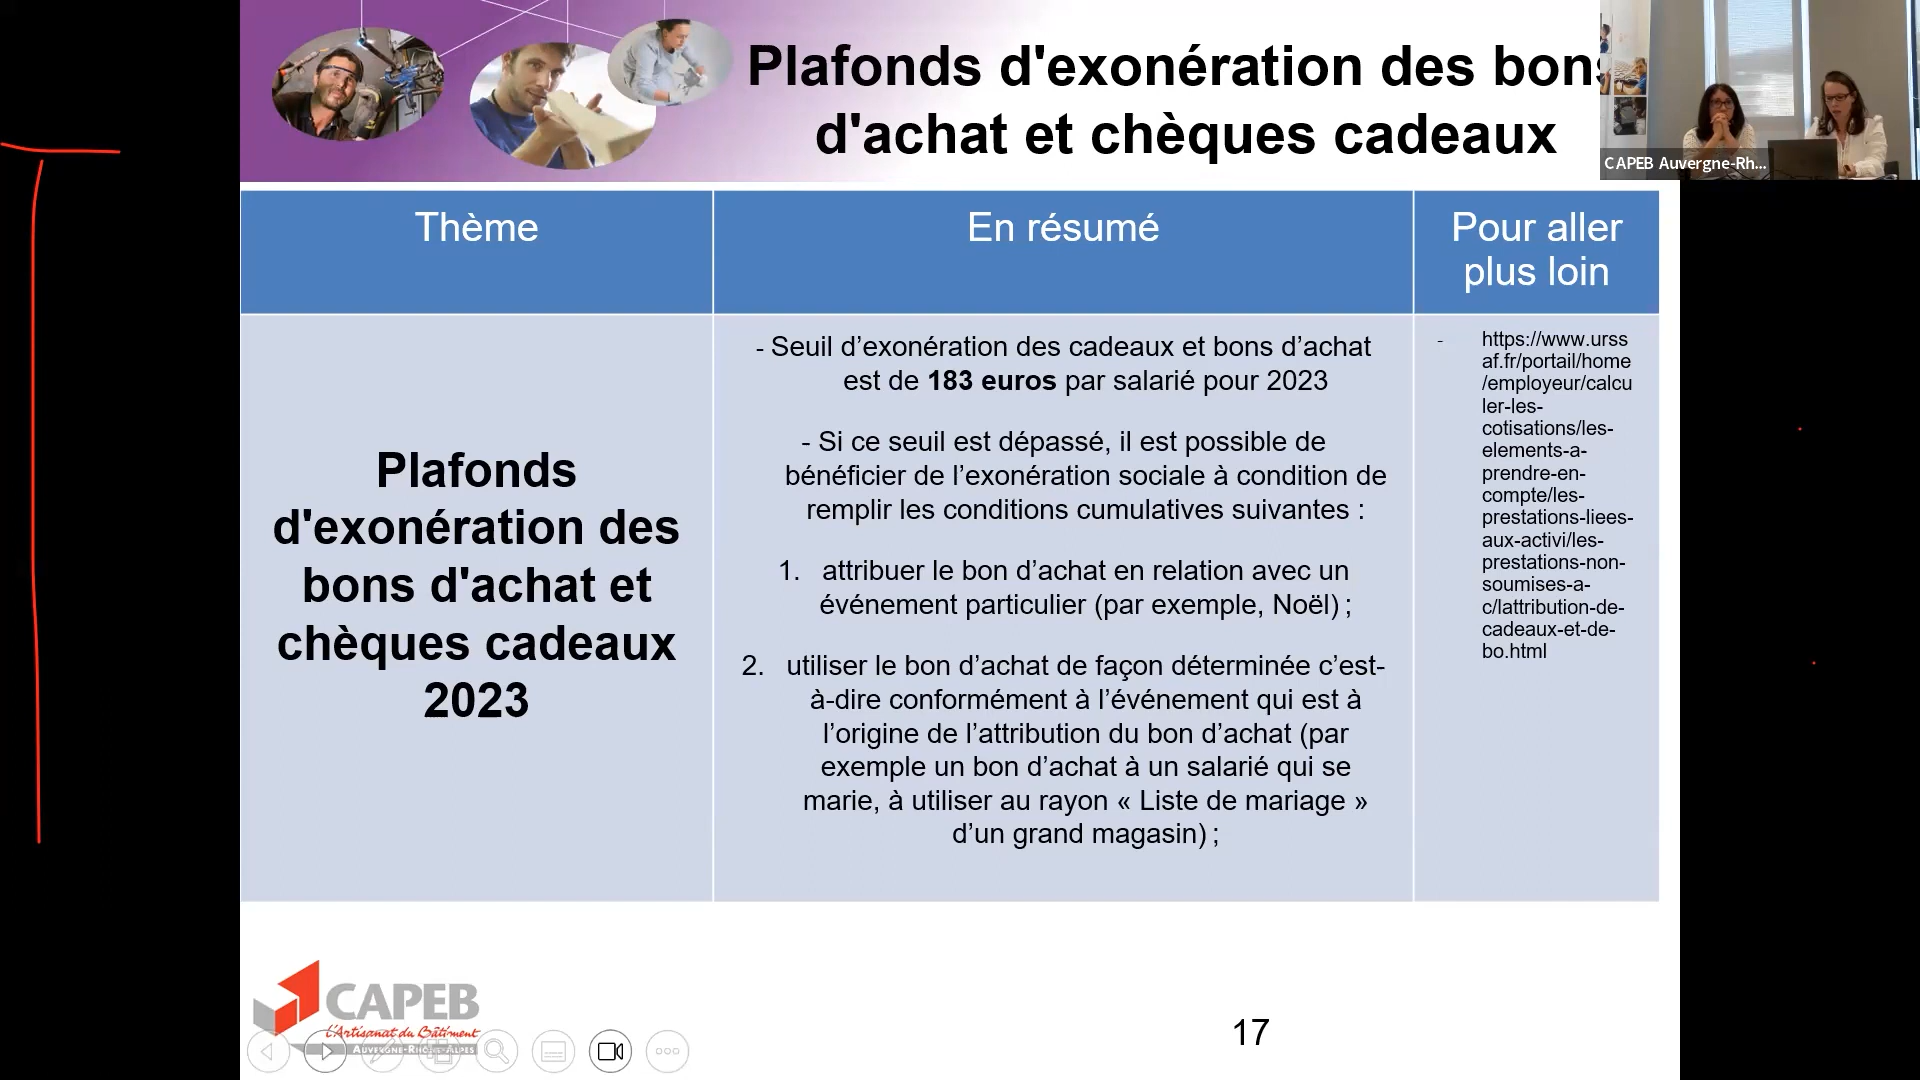 Plafonds d'exonération des bons
d'achat et chèques cadeaux
CAPEB Auvergne-Rh...
Thème
En résumé
Pour aller
plus loin
Plafonds
d'exonération des
bons d'achat et
chèques cadeaux
2023
- Seuil d’exonération des cadeaux et bons d’achat
est de 183 euros par salarié pour 2023
- Si ce seuil est dépassé, il est possible de
bénéficier de l’exonération sociale à condition de
remplir les conditions cumulatives suivantes :
1. attribuer le bon d’achat en relation avec un
événement particulier (par exemple, Noël) ;
2. utiliser le bon d’achat de façon déterminée c’est-
à-dire conformément à l’événement qui est à
l’origine de l’attribution du bon d’achat (par
exemple un bon d’achat à un salarié qui se
marie, à utiliser au rayon « Liste de mariage »
d’un grand magasin) ;
- https://www.urss
af.fr/portail/home
/employeur/calcu
ler-les-
cotisations/les-
elements-a-
prendre-en-
compte/les-
prestations-liees-
aux-activi/les-
prestations-non-
soumises-a-
c/lattribution-de-
cadeaux-et-de-
bo.html
CAPEB
L'Artisanat du Bâtiment
AUVERGNE-RHÔNE-ALPES
17